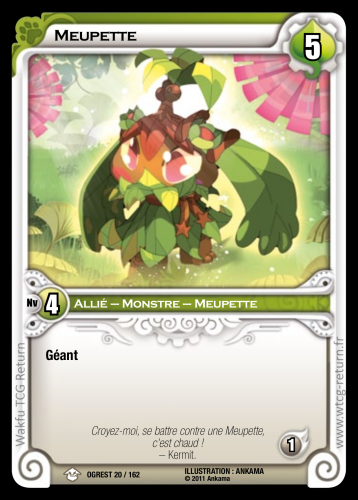 Meupette
5
Nv 4 Allié – Monstre – Meupette
Géant
Croyez-moi, se battre contre une Meupette,
c'est chaud !
– Kermit.
1
OGREST 20 / 162
ILLUSTRATION : ANKAMA
© 2011 Ankama
Wakfu TCG Return
www.wtcg-return.fr